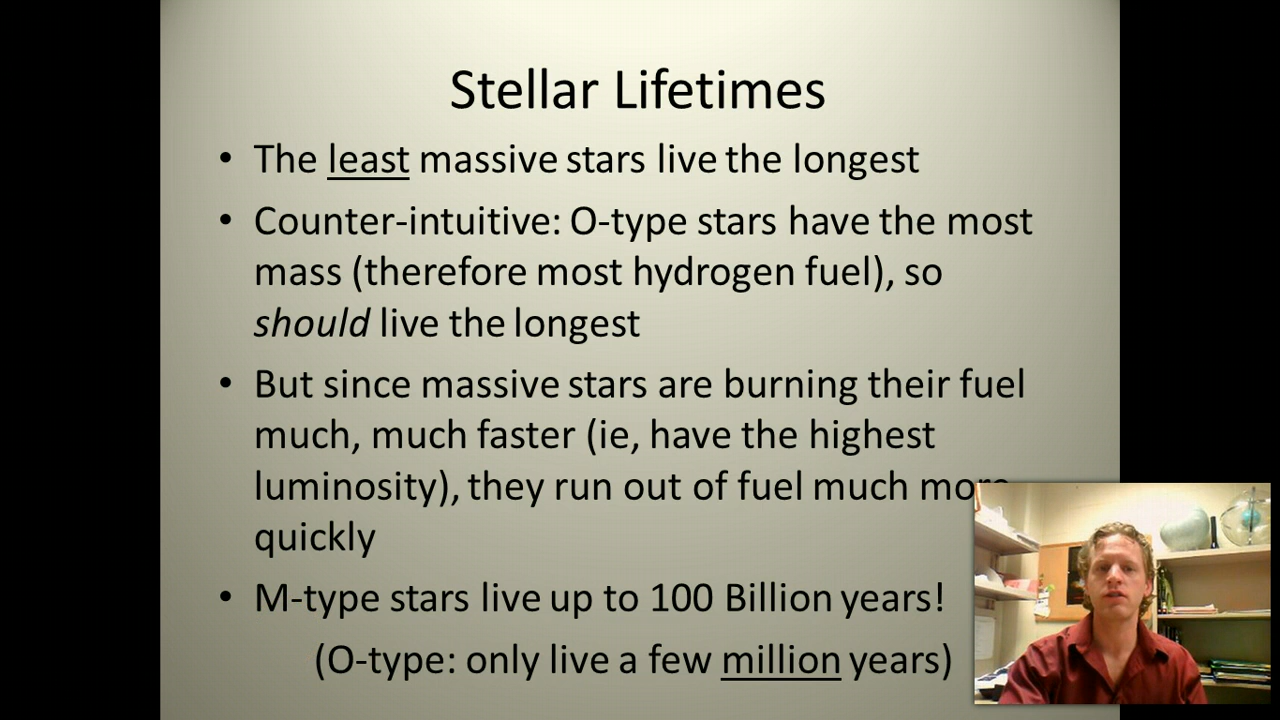 Stellar Lifetimes
• The least massive stars live the longest
• Counter-intuitive: O-type stars have the most
mass (therefore most hydrogen fuel), so
should live the longest
• But since massive stars are burning their fuel
much, much faster (ie, have the highest
luminosity), they run out of fuel much more
quickly
• M-type stars live up to 100 Billion years!
(O-type: only live a few million years)